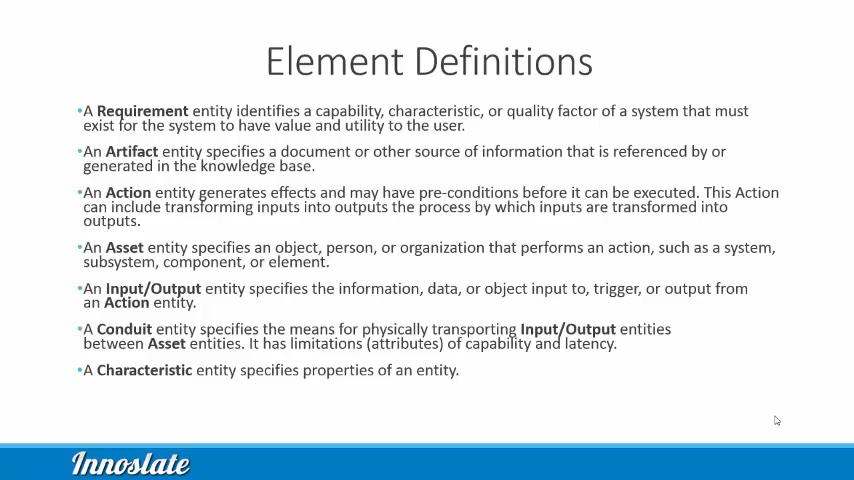 Element Definitions
•A Requirement entity identifies a capability, characteristic, or quality factor of a system that must
exist for the system to have value and utility to the user.
•An Artifact entity specifies a document or other source of information that is referenced by or
generated in the knowledge base.
•An Action entity generates effects and may have pre-conditions before it can be executed. This Action
can include transforming inputs into outputs the process by which inputs are transformed into
outputs.
•An Asset entity specifies an object, person, or organization that performs an action, such as a system,
subsystem, component, or element.
•An Input/Output entity specifies the information, data, or object input to, trigger, or output from
an Action entity.
•A Conduit entity specifies the means for physically transporting Input/Output entities
between Asset entities. It has limitations (attributes) of capability and latency.
•A Characteristic entity specifies properties of an entity.
Innoslate